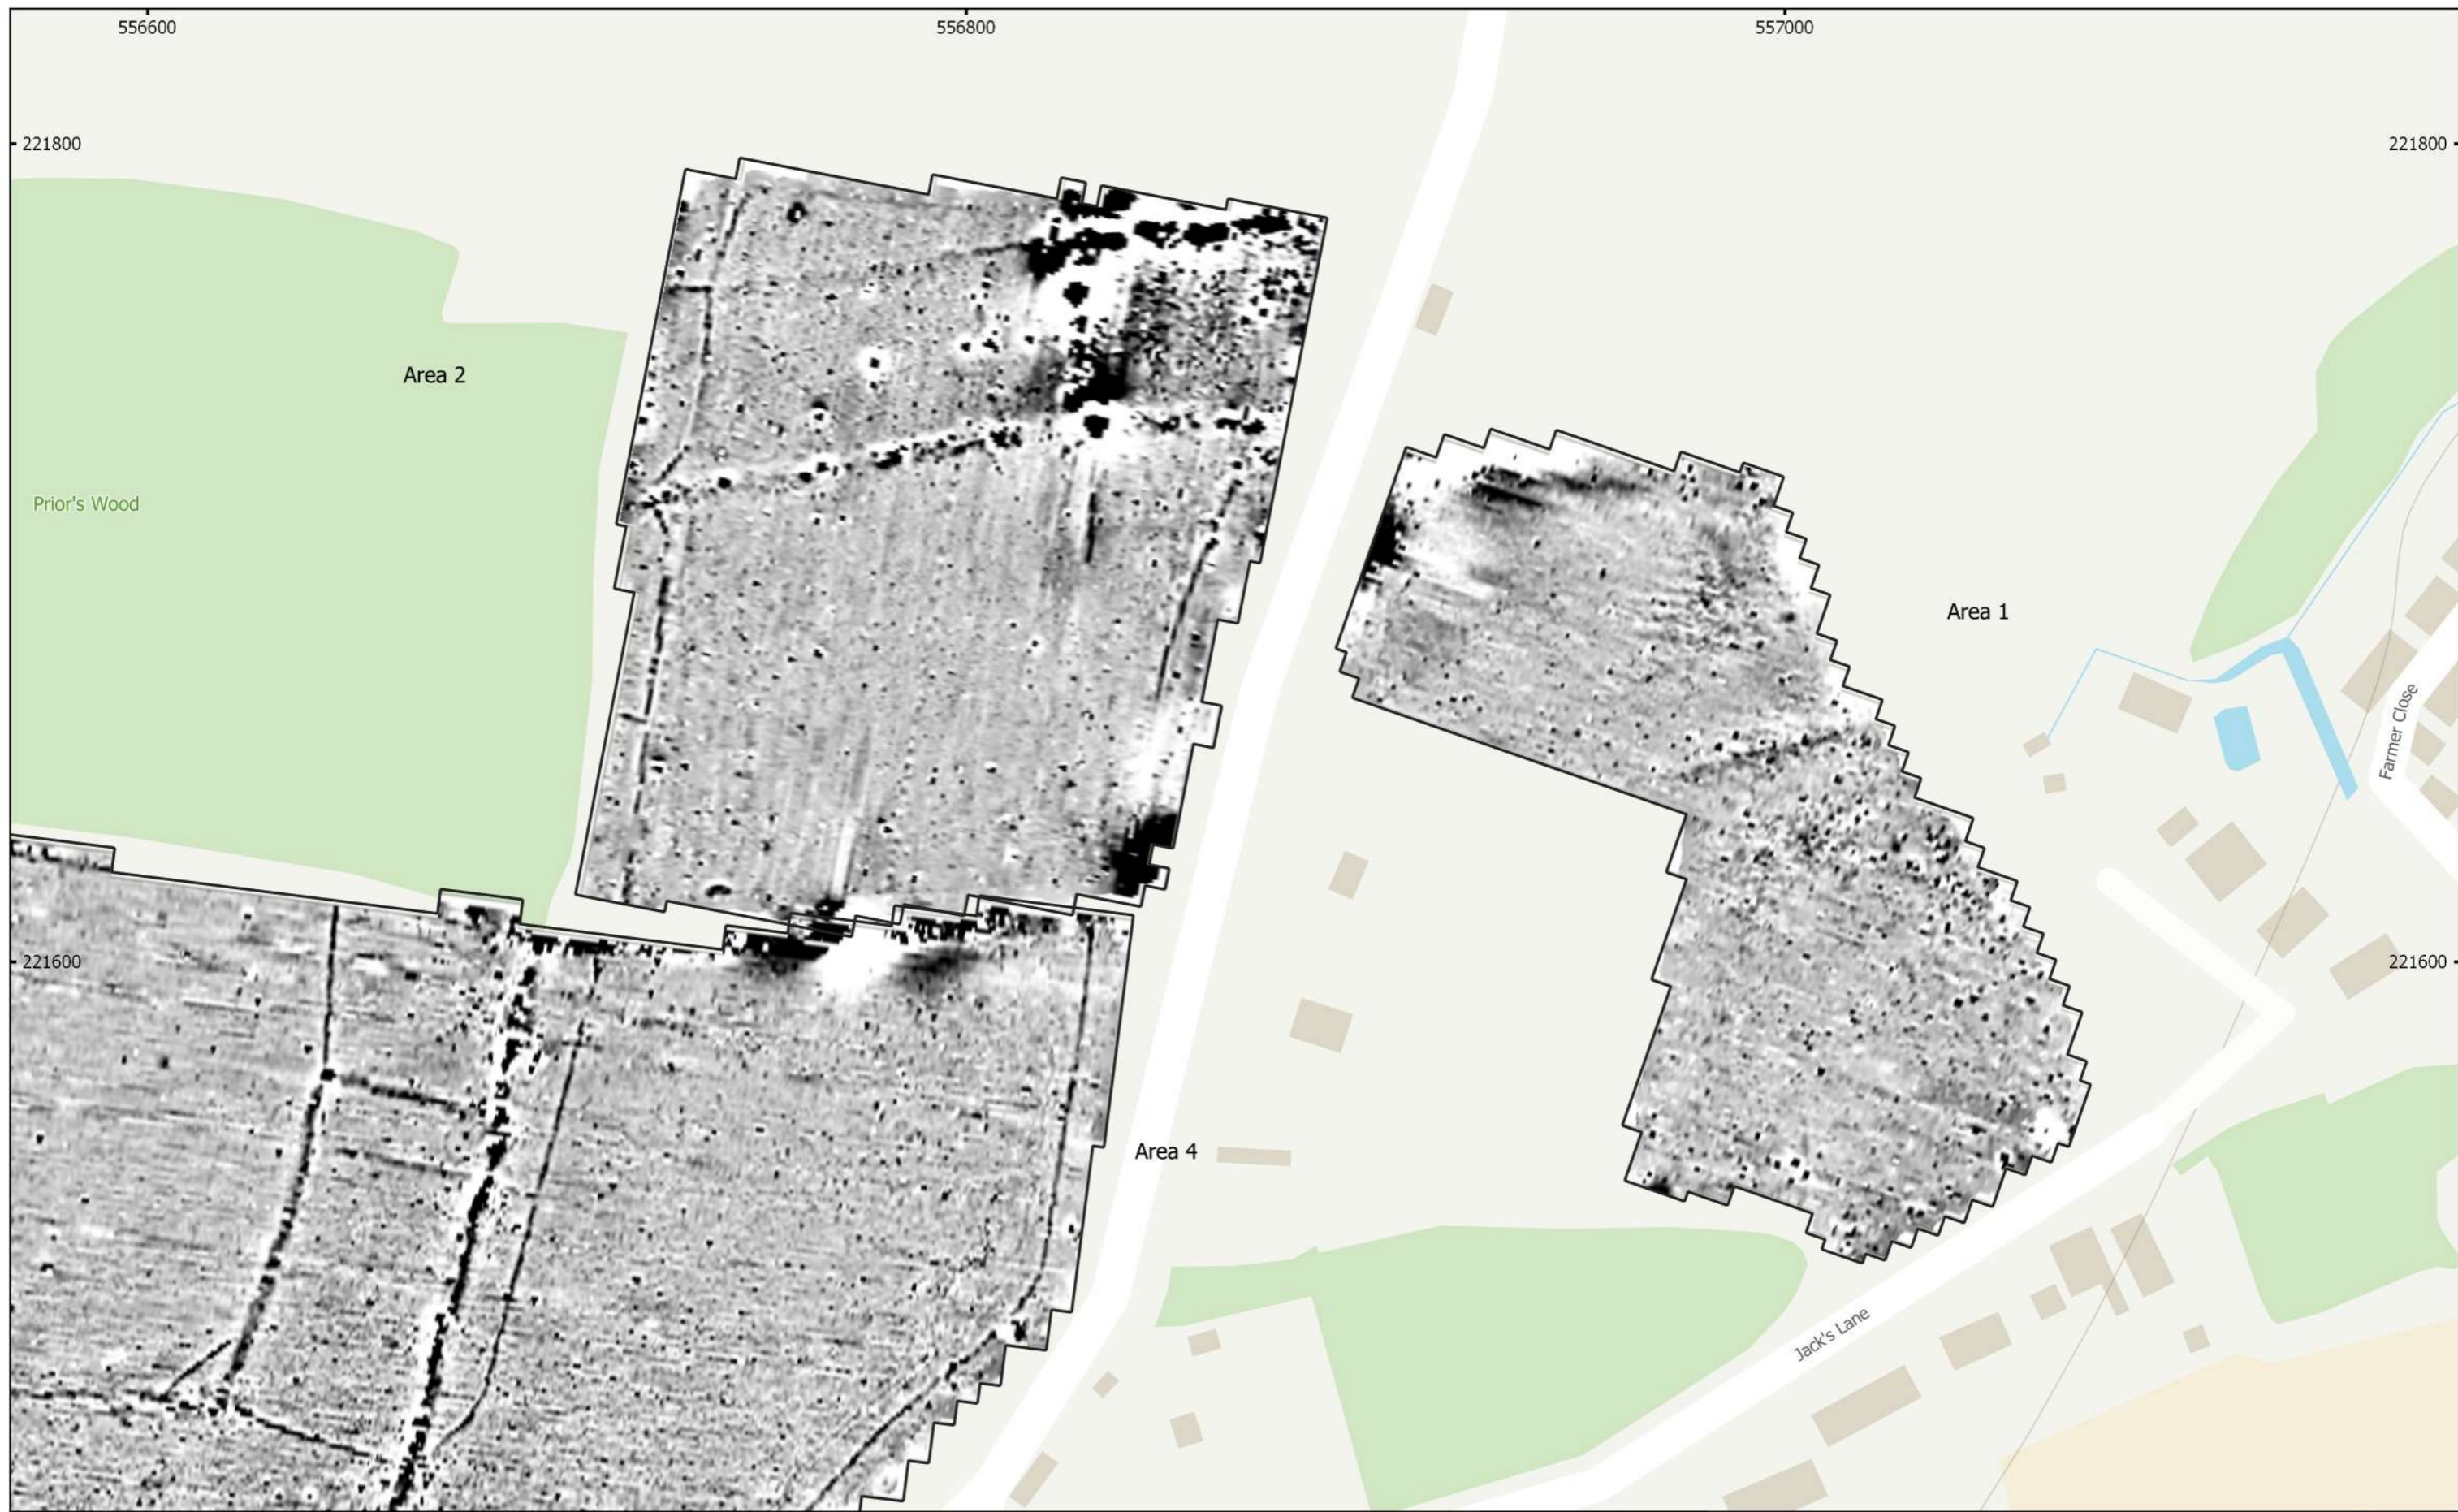 556600
556800
557000
221800
221800
Area 2
Prior's Wood
Area 1
Farmer Close
221600
221600
Area 4
Jack's Lane